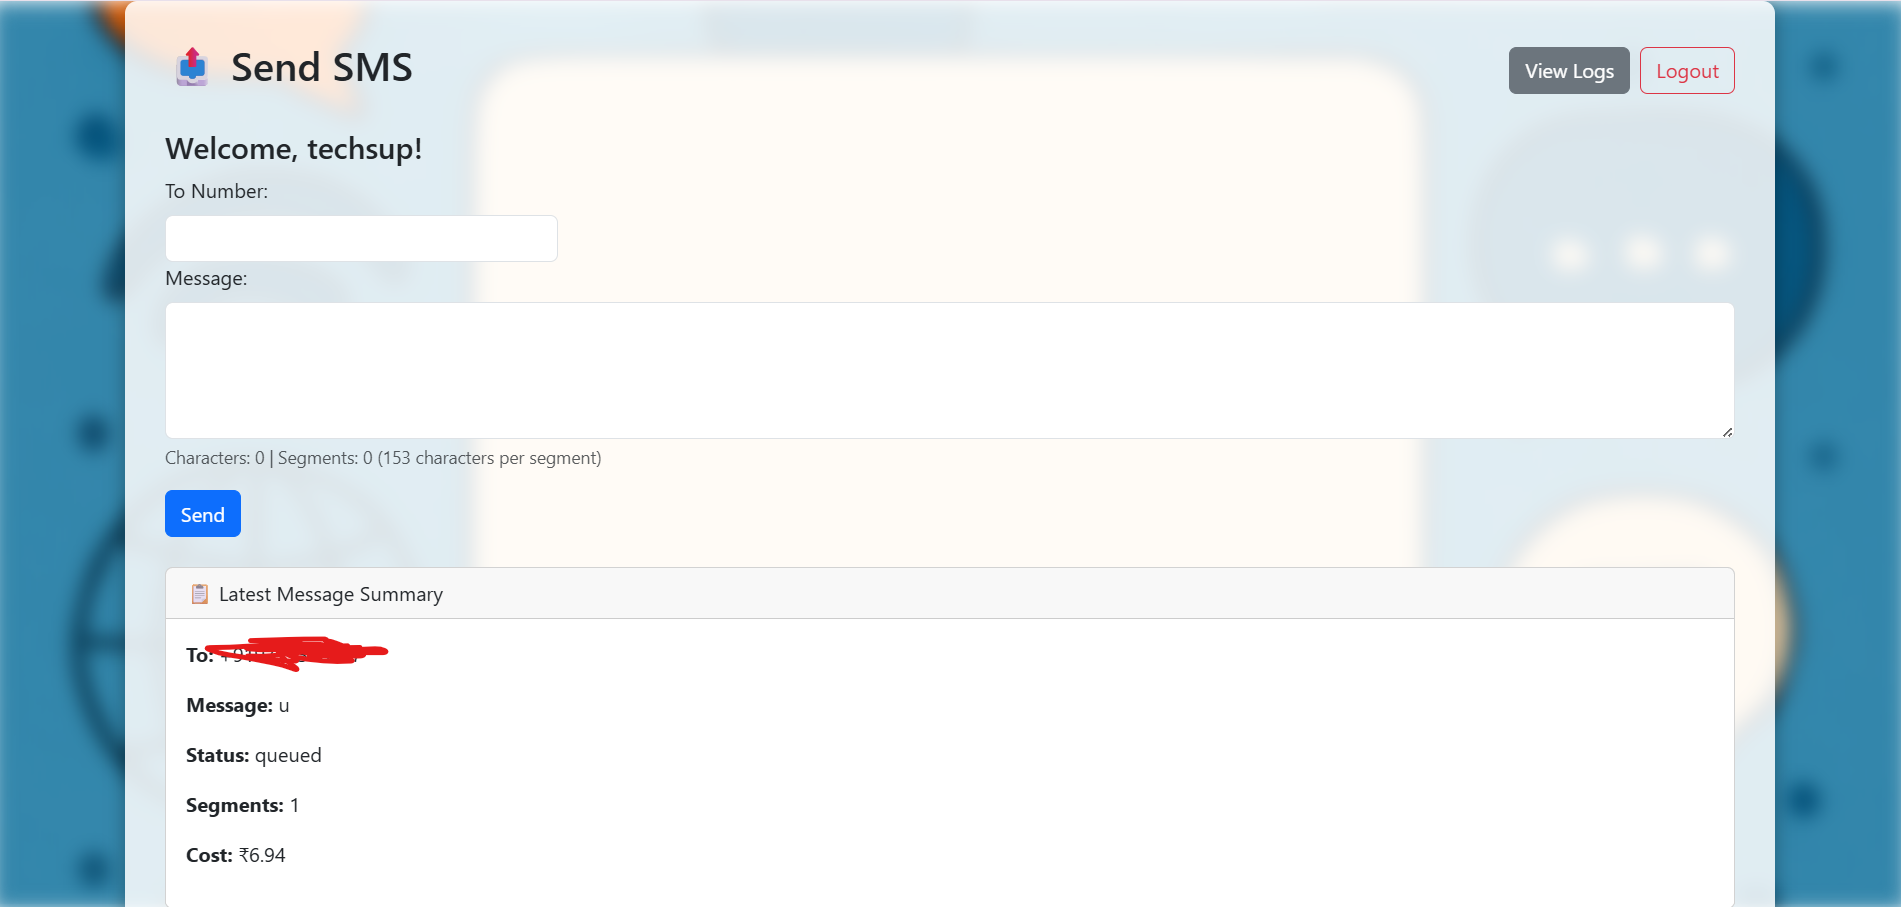 Send SMS
View Logs
Logout
Welcome, techsup!
To Number:
Message:
Characters: 0 | Segments: 0 (153 characters per segment)
Send
Latest Message Summary
To:
Message: u
Status: queued
Segments: 1
Cost: ₹6.94